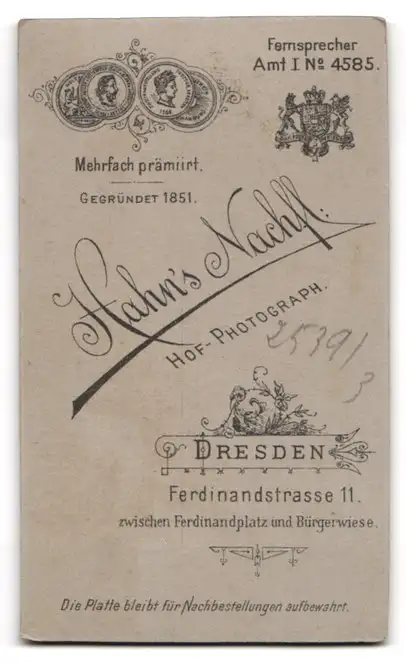 Fernsprecher
Amt I Nº 4585.
Mehrfach prämiirt.
GEGRÜNDET 1851.
Hahn's Nachfl.
HOF-PHOTOGRAPH.
25391
3
DRESDEN
Ferdinandstrasse 11.
zwischen Ferdinandplatz und Bürgerwiese.
Die Platte bleibt für Nachbestellungen aufbewahrt.